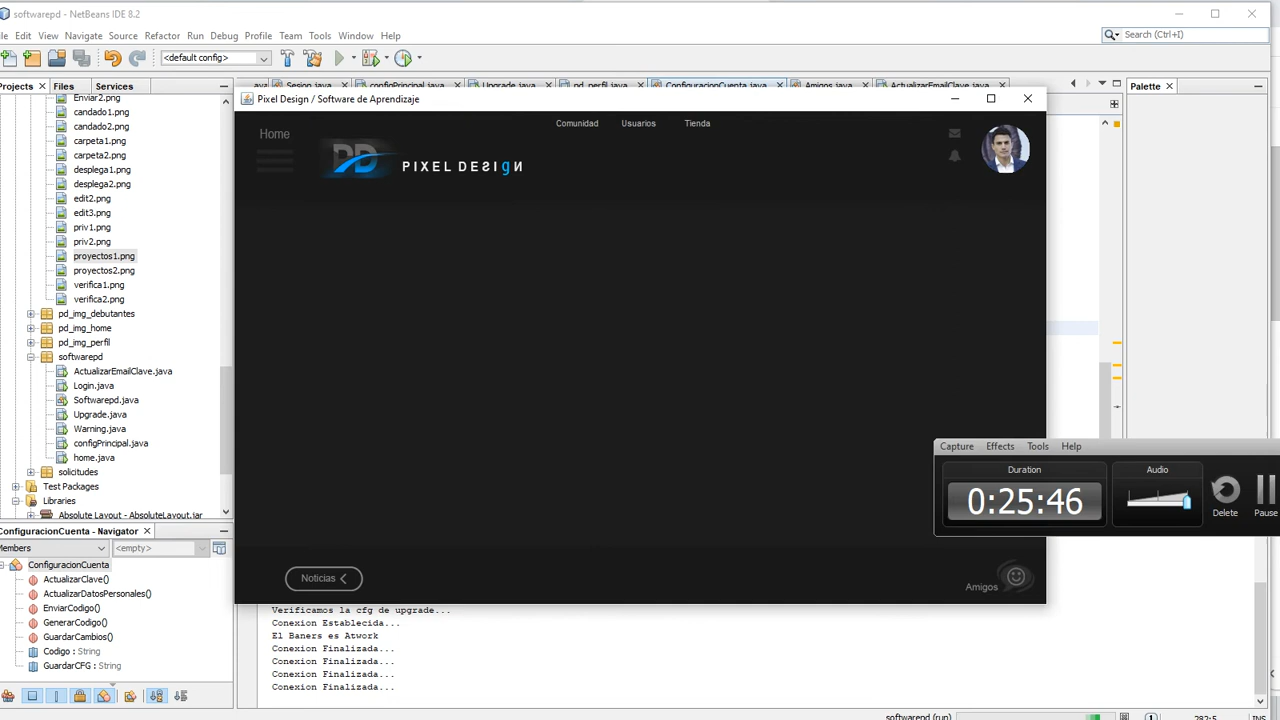 softwarepd - NetBeans IDE 8.2
le Edit View Navigate Source Refactor Run Debug Profile Team Tools Window Help
Search (Ctrl+I)
<default config>
Projects Files Services
Sesion.java configPrincipal.java Upgrade.java pd_perfil.java ConfiguracionCuenta.java Amigos.java ActualizarEmailClave.java
Palette
Enviar2.png
candado1.png
candado2.png
carpeta1.png
carpeta2.png
desplega1.png
desplega2.png
edit2.png
edit3.png
priv1.png
priv2.png
proyectos1.png
proyectos2.png
verifica1.png
verifica2.png
pd_img_debutantes
pd_img_home
pd_img_perfil
softwarepd
ActualizarEmailClave.java
Login.java
Softwarepd.java
Upgrade.java
Warning.java
configPrincipal.java
home.java
solicitudes
Test Packages
Libraries
Absolute Layout - AbsoluteLayout.jar
Pixel Design / Software de Aprendizaje
Home
Comunidad Usuarios Tienda
PD PIXEL DESIgN
Noticias
Amigos
Capture Effects Tools Help
Duration
0:25:46
Audio
Delete
Pause
ConfiguracionCuenta - Navigator
Members <empty>
ConfiguracionCuenta
ActualizarClave()
ActualizarDatosPersonales()
EnviarCodigo()
GenerarCodigo()
GuardarCambios()
Codigo : String
GuardarCFG : String
Verificamos la cfg de upgrade...
Conexion Establecida...
El Baners es Atwork
Conexion Finalizada...
Conexion Finalizada...
Conexion Finalizada...
Conexion Finalizada...
softwarepd (run)
282:5
INS